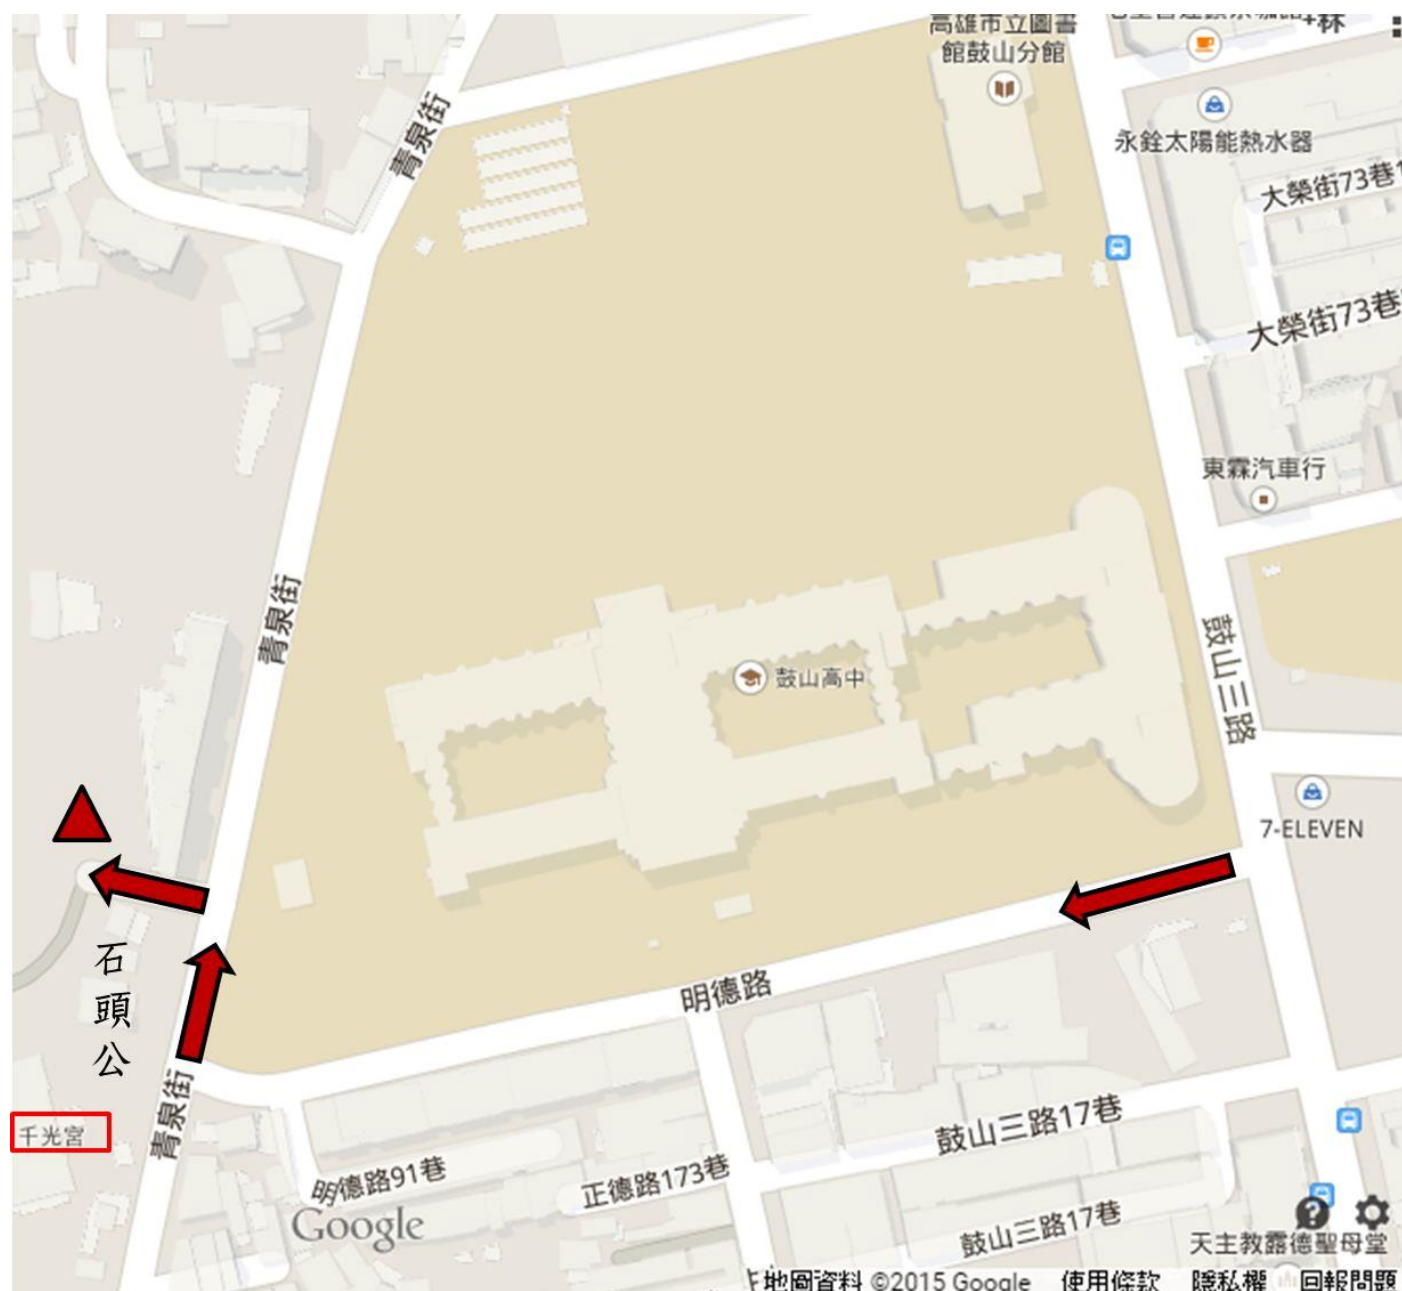 高雄市立圖書
館鼓山分館
永銓太陽能熱水器
青泉街
大榮街73巷
大榮街73巷
東霖汽車行
青泉街
鼓山三路
鼓山高中
7-ELEVEN
石
頭
公
明德路
青泉街
千光宮
鼓山三路17巷
明德路91巷
正德路173巷
Google
鼓山三路17巷
天主教露德聖母堂
地圖資料 ©2015 Google 使用條款 隱私權 回報問題